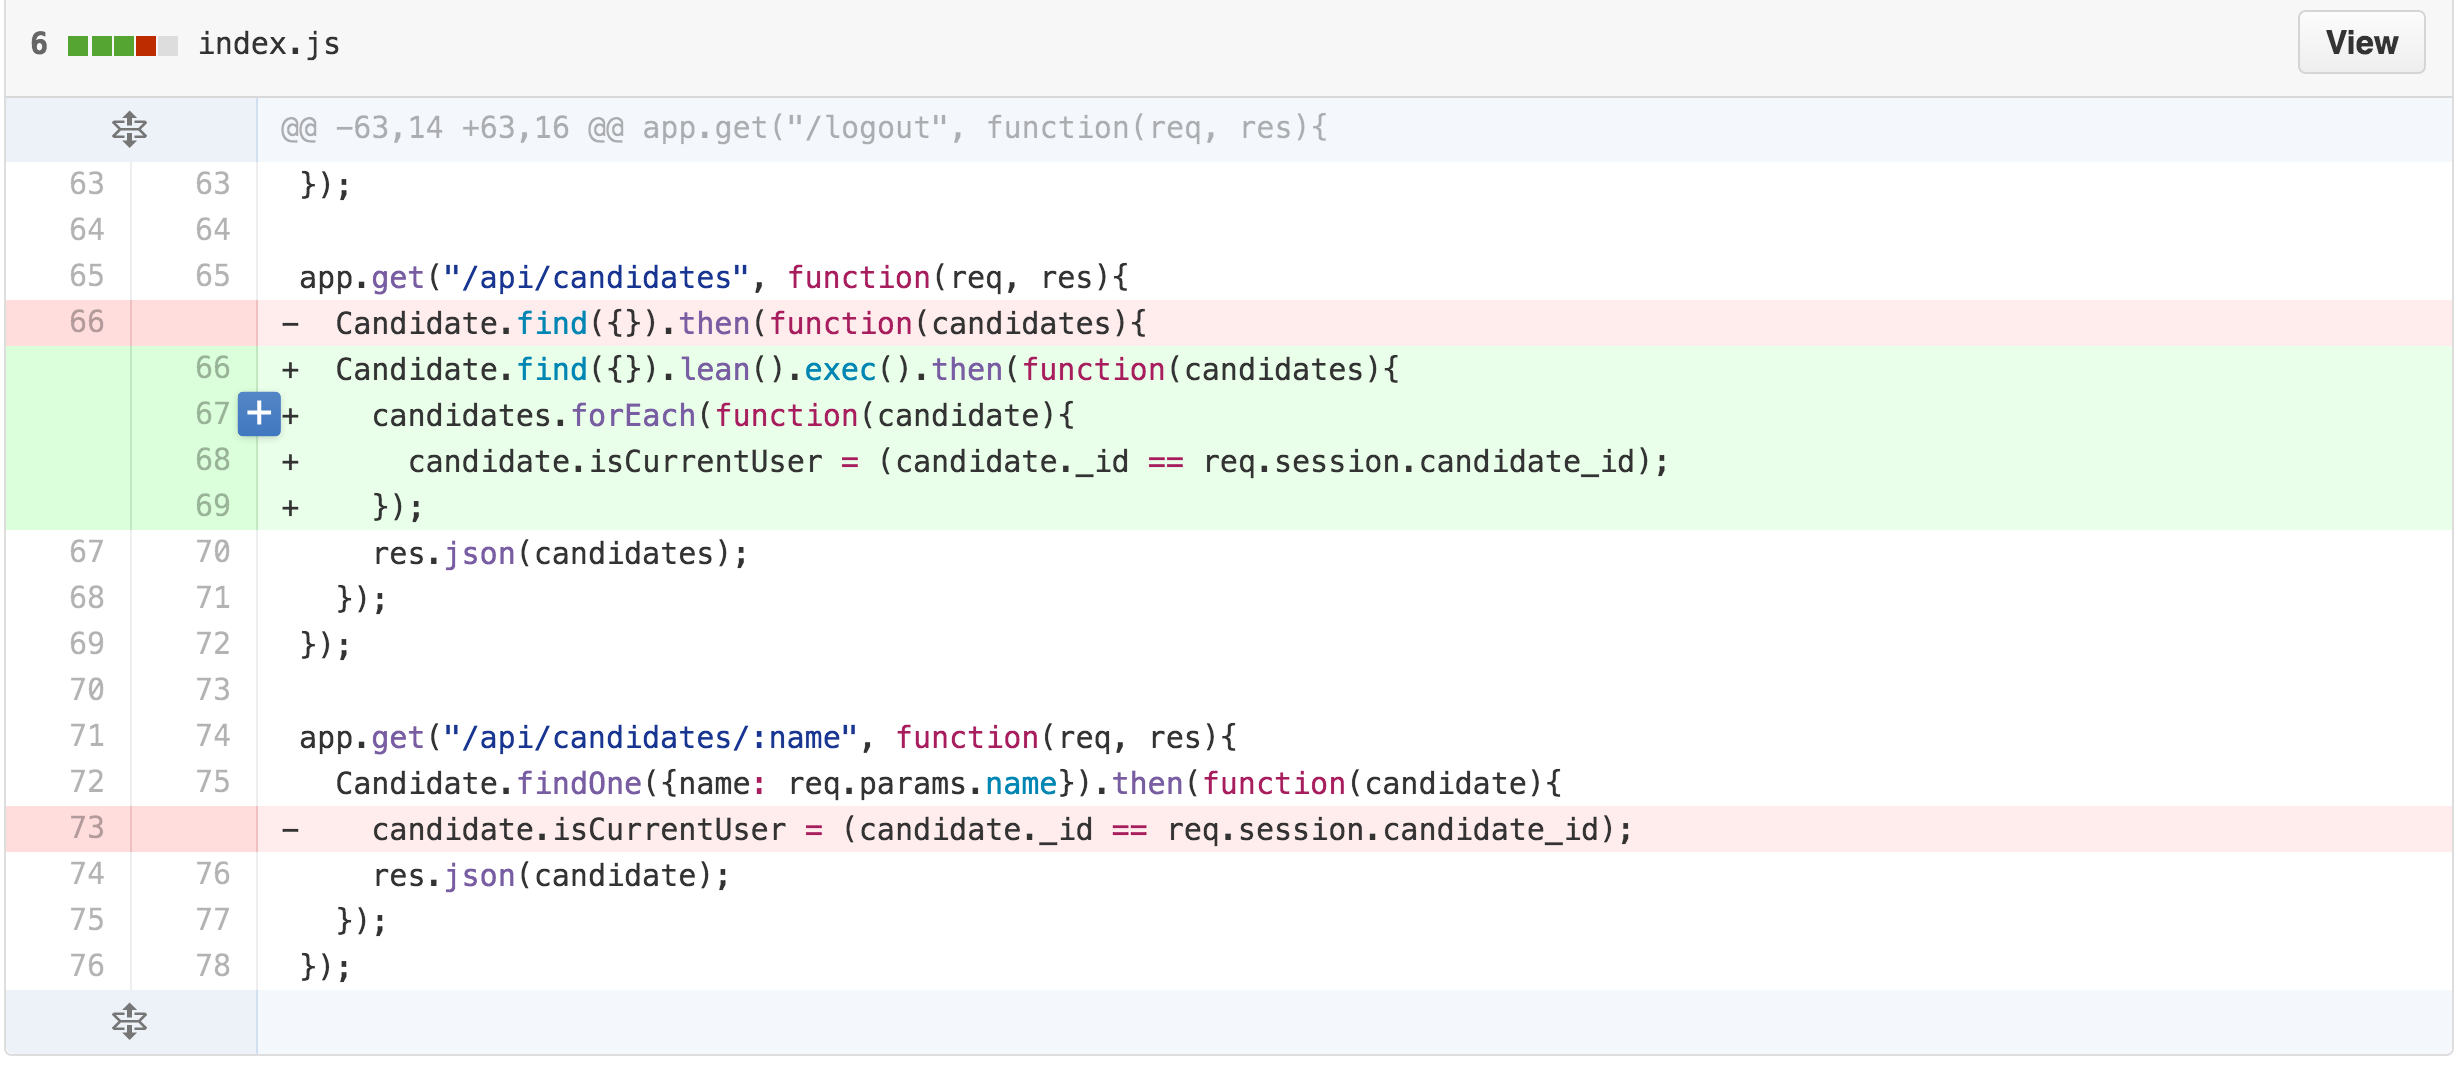 6 index.js View
@@ -63,14 +63,16 @@ app.get("/logout", function(req, res){
63 63 });
64 64
65 65 app.get("/api/candidates", function(req, res){
66 - Candidate.find({}).then(function(candidates){
66 + Candidate.find({}).lean().exec().then(function(candidates){
67 + candidates.forEach(function(candidate){
68 + candidate.isCurrentUser = (candidate._id == req.session.candidate_id);
69 + });
67 70 res.json(candidates);
68 71 });
69 72 });
70 73
71 74 app.get("/api/candidates/:name", function(req, res){
72 75 Candidate.findOne({name: req.params.name}).then(function(candidate){
73 - candidate.isCurrentUser = (candidate._id == req.session.candidate_id);
74 76 res.json(candidate);
75 77 });
76 78 });